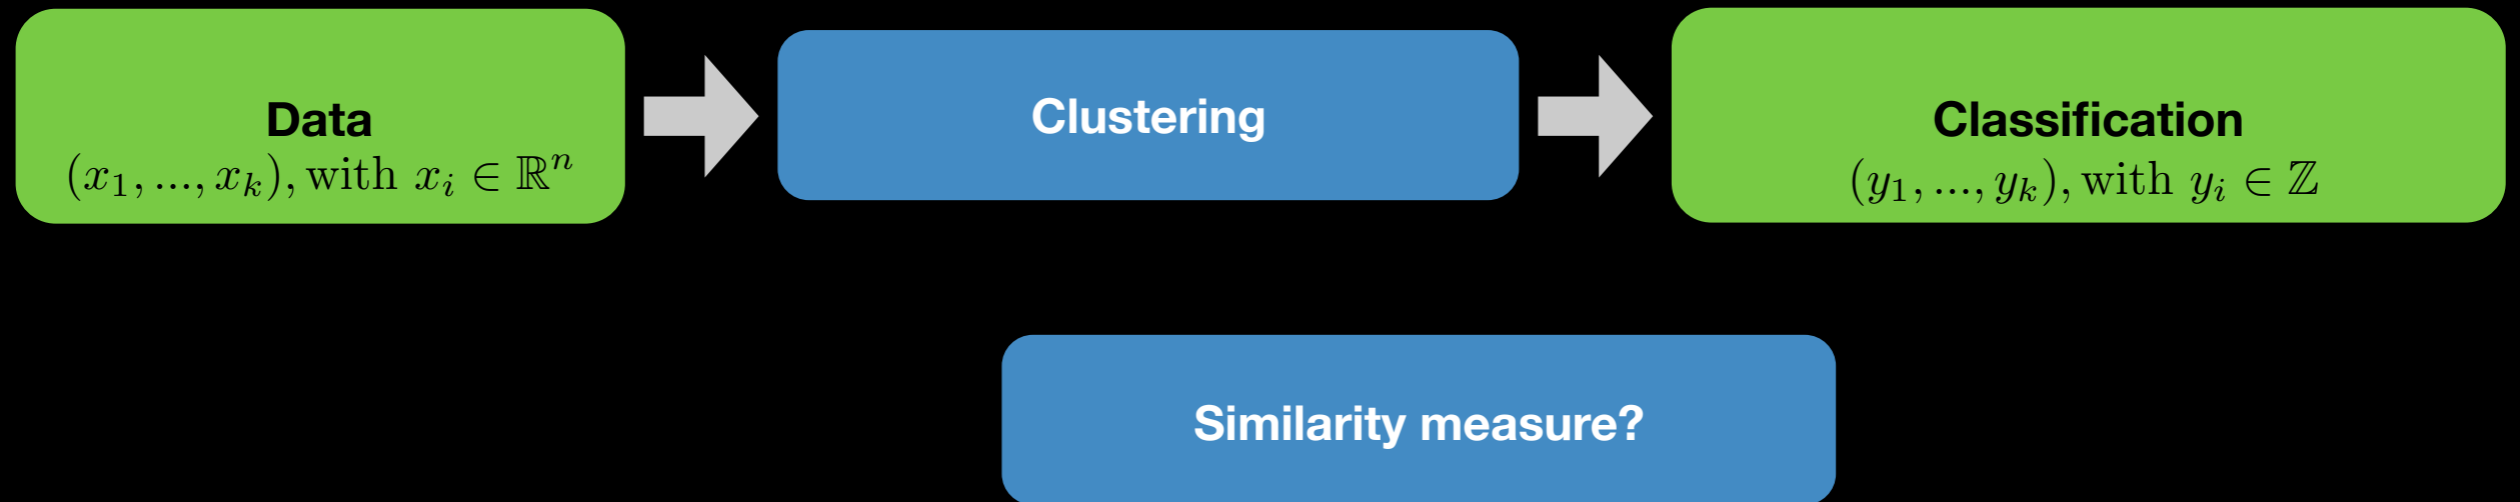 Data
(x₁, ..., xₖ), with xᵢ ∈ ℝⁿ
Clustering
Classification
(y₁, ..., yₖ), with yᵢ ∈ ℤ
Similarity measure?